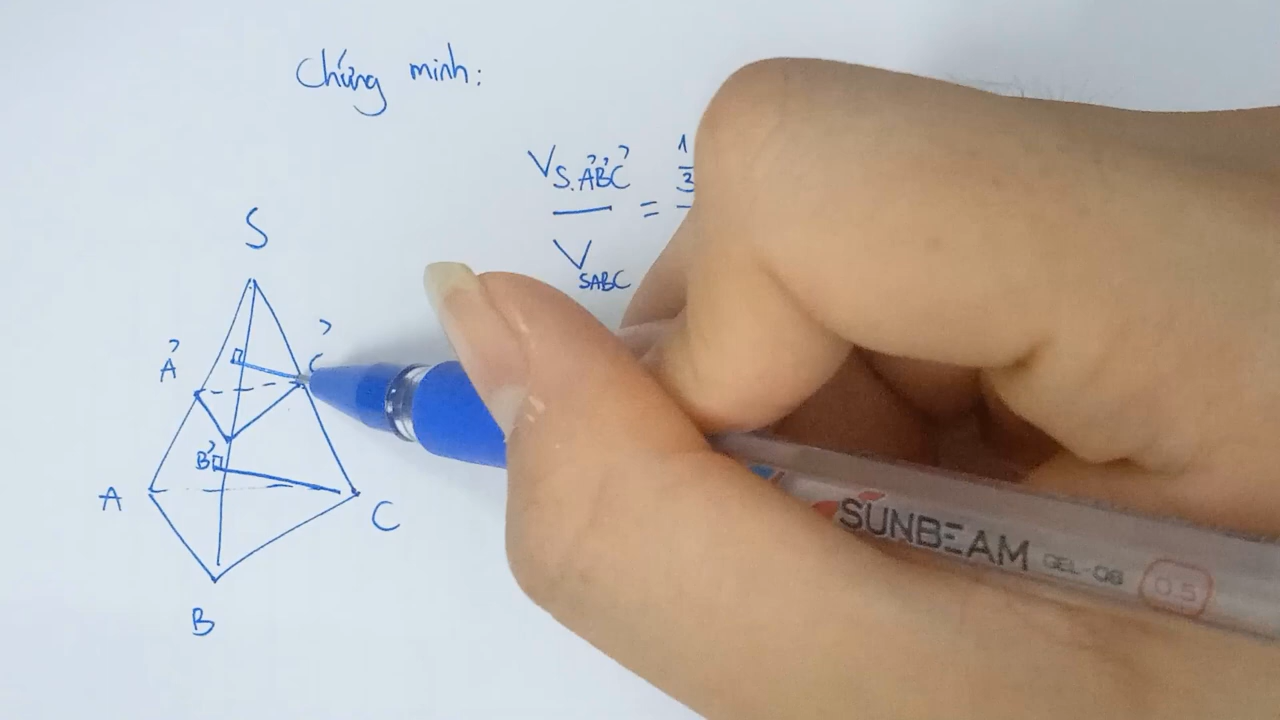 Chứng minh:
V S.A'B'C' = 1
3
V SABC
S
A'
C'
B'
A
C
B
SUNBEAM GEL-08 0.5